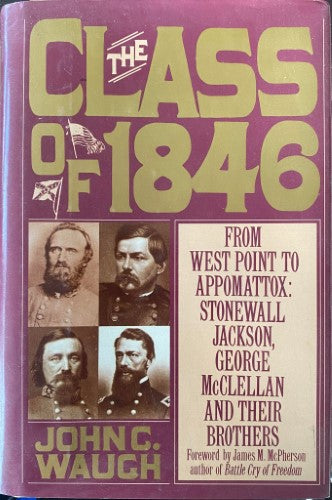 THE
CLASS
OF 1846
FROM
WEST POINT TO
APPOMATTOX:
STONEWALL
JACKSON,
GEORGE
McCLELLAN
AND THEIR
BROTHERS
Foreword by James M. McPherson
author of Battle Cry of Freedom
JOHN C.
WAUGH